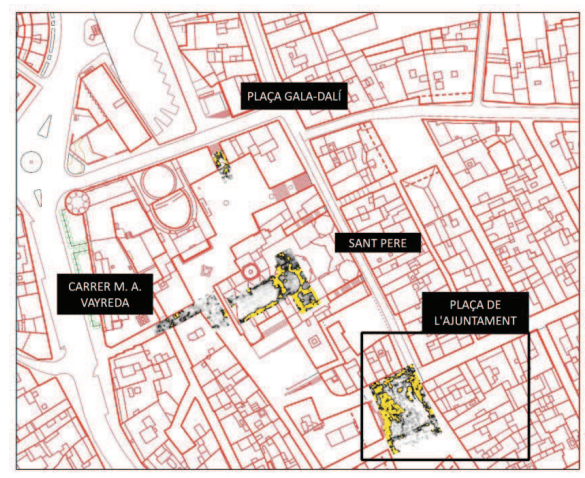 PLAÇA GALA-DALÍ
SANT PERE
CARRER M. A.
VAYREDA
PLAÇA DE
L'AJUNTAMENT